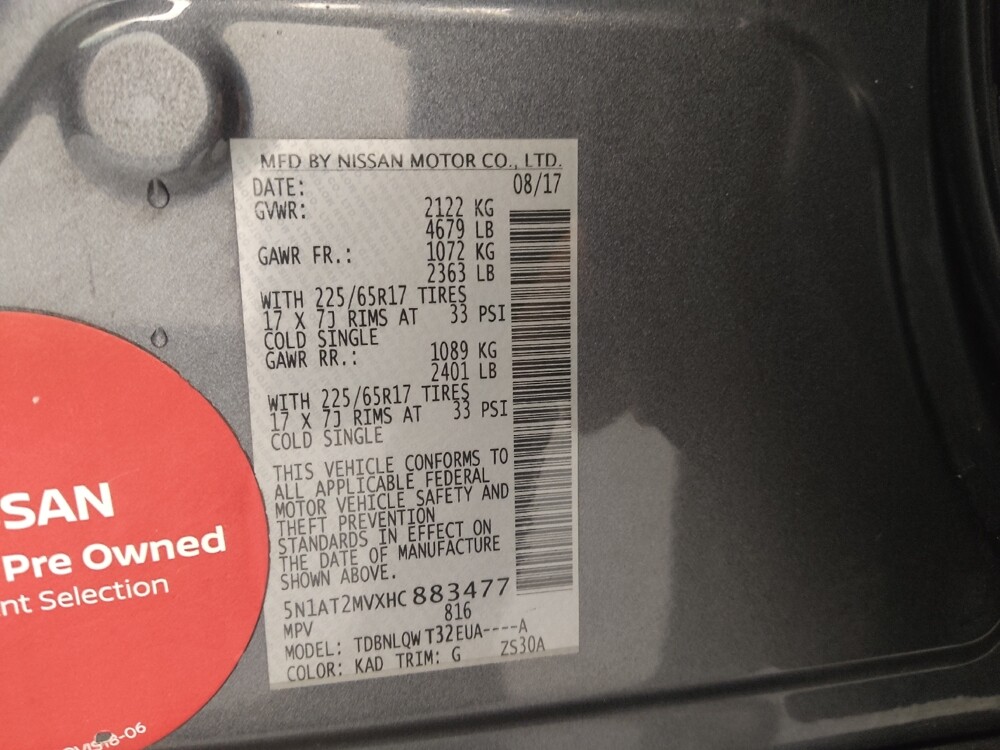 MFD BY NISSAN MOTOR CO., LTD.
DATE: 08/17
GVWR: 2122 KG
4679 LB
GAWR FR.: 1072 KG
2363 LB
WITH 225/65R17 TIRES
17 X 7J RIMS AT 33 PSI
COLD SINGLE
GAWR RR.: 1089 KG
2401 LB
WITH 225/65R17 TIRES
17 X 7J RIMS AT 33 PSI
COLD SINGLE
THIS VEHICLE CONFORMS TO
ALL APPLICABLE FEDERAL
MOTOR VEHICLE SAFETY AND
THEFT PREVENTION
STANDARDS IN EFFECT ON
THE DATE OF MANUFACTURE
SHOWN ABOVE.
5N1AT2MVXHC883477
MPV 816
MODEL: TDBNLQWT32EUA----A
COLOR: KAD TRIM: G ZS30A
SAN
Pre Owned
nt Selection